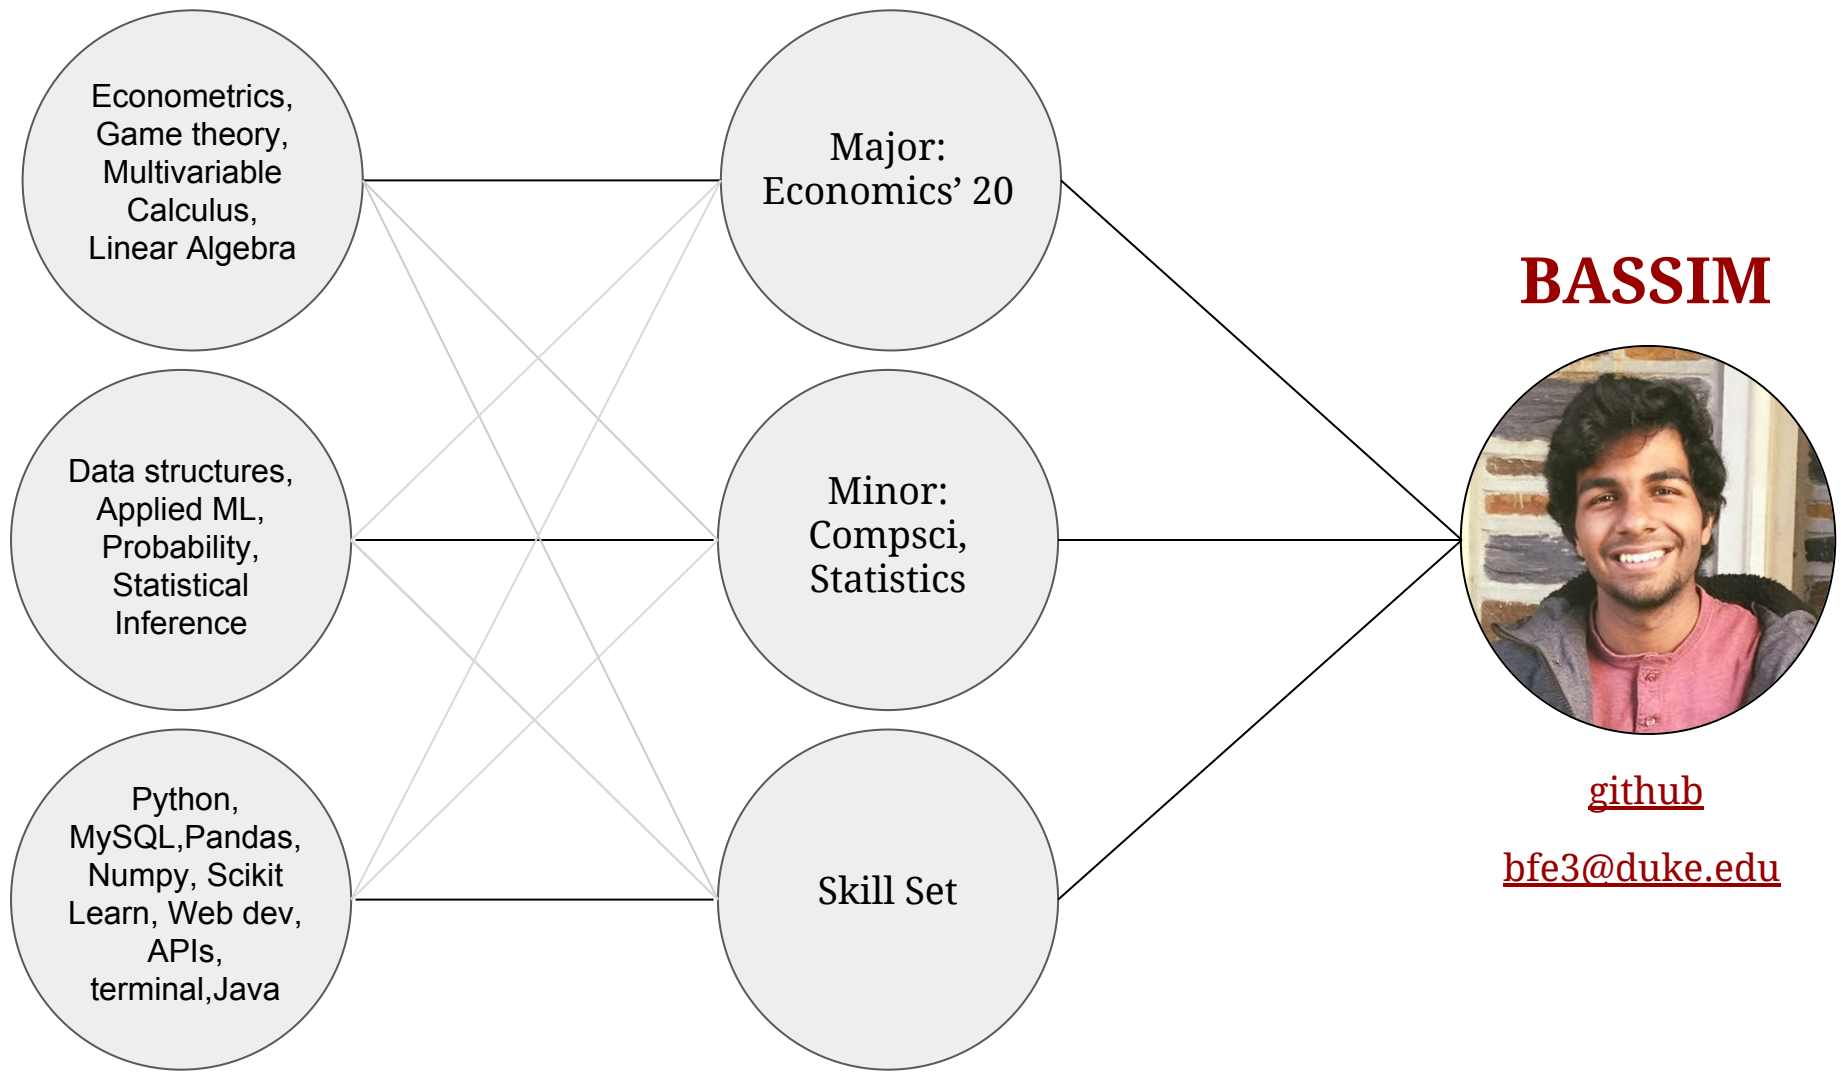 Econometrics,
Game theory,
Multivariable
Calculus,
Linear Algebra
Major:
Economics’ 20
BASSIM
Data structures,
Applied ML,
Probability,
Statistical
Inference
Minor:
Compsci,
Statistics
Python,
MySQL,Pandas,
Numpy, Scikit
Learn, Web dev,
APIs,
terminal,Java
Skill Set
github
bfe3@duke.edu